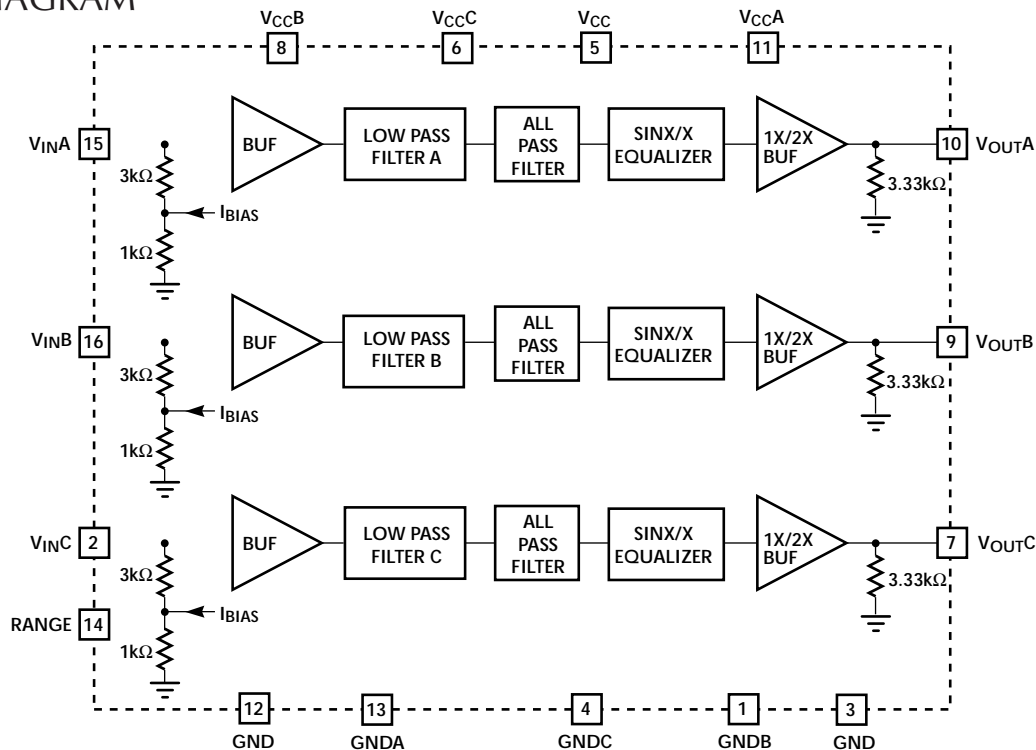 IAGRAM
VCCB VCCC VCC VCCA
8 6 5 11
VINA 15
3kΩ
IBIAS
1kΩ
BUF
LOW PASS
FILTER A
ALL
PASS
FILTER
SINX/X
EQUALIZER
1X/2X
BUF
3.33kΩ
10 VOUTA
VINB 16
3kΩ
IBIAS
1kΩ
BUF
LOW PASS
FILTER B
ALL
PASS
FILTER
SINX/X
EQUALIZER
1X/2X
BUF
3.33kΩ
9 VOUTB
VINC 2
3kΩ
RANGE 14
IBIAS
1kΩ
BUF
LOW PASS
FILTER C
ALL
PASS
FILTER
SINX/X
EQUALIZER
1X/2X
BUF
3.33kΩ
7 VOUTC
12 13 4 1 3
GND GNDA GNDC GNDB GND